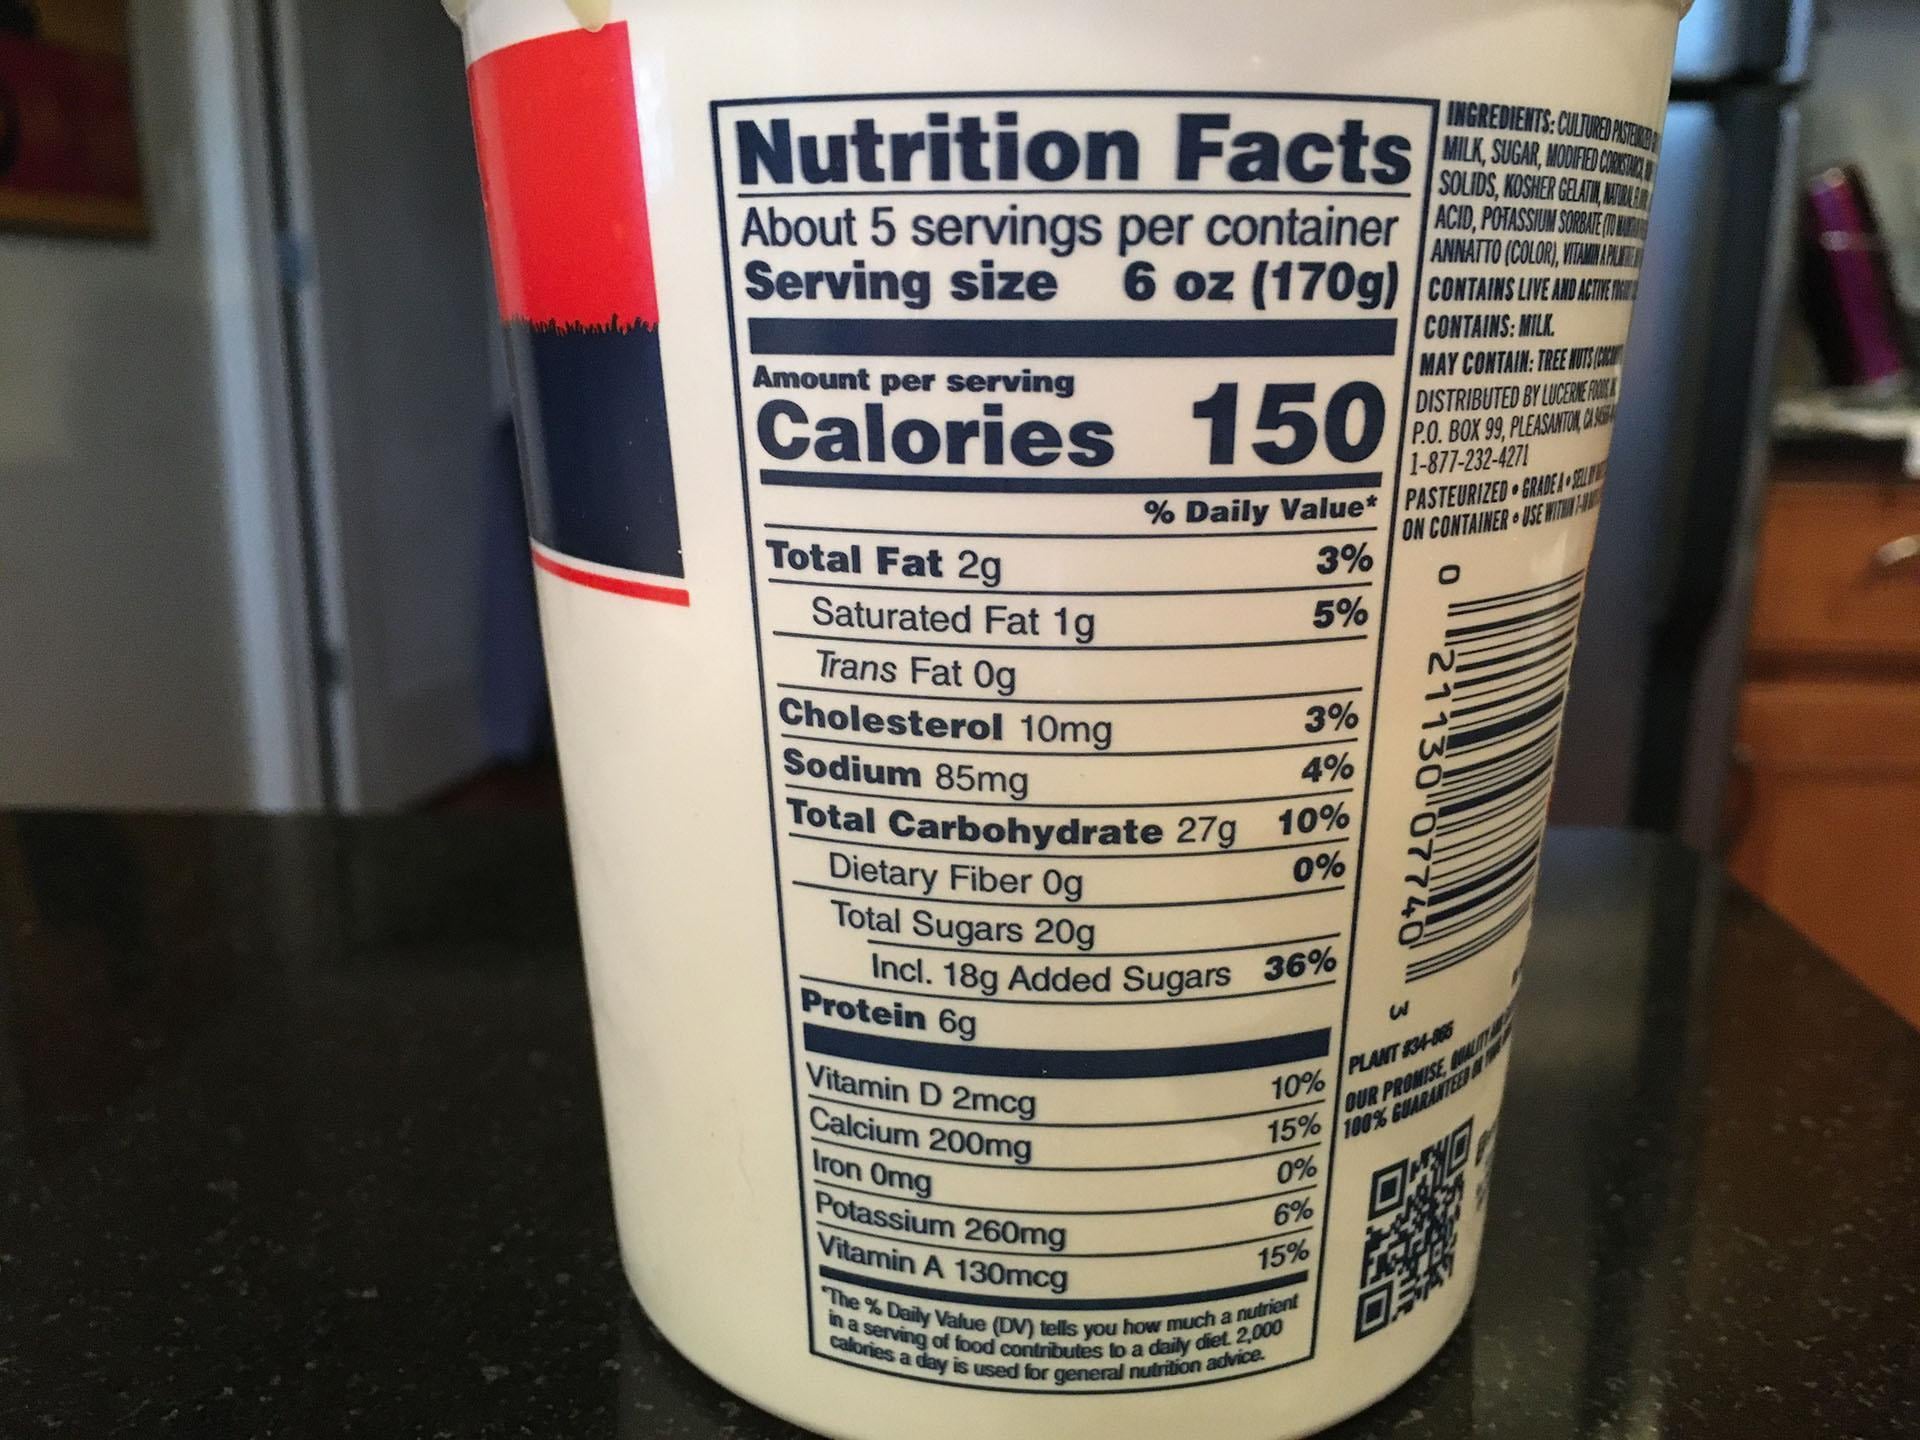 Nutrition Facts
About 5 servings per container
Serving size 6 oz (170g)
Amount per serving
Calories 150
% Daily Value*
Total Fat 2g 3%
Saturated Fat 1g 5%
Trans Fat 0g
Cholesterol 10mg 3%
Sodium 85mg 4%
Total Carbohydrate 27g 10%
Dietary Fiber 0g 0%
Total Sugars 20g
Incl. 18g Added Sugars 36%
Protein 6g
Vitamin D 2mcg 10%
Calcium 200mg 15%
Iron 0mg 0%
Potassium 260mg 6%
Vitamin A 130mcg 15%
*The % Daily Value (DV) tells you how much a nutrient
in a serving of food contributes to a daily diet. 2,000
calories a day is used for general nutrition advice.
INGREDIENTS: CULTURED
MILK, SUGAR, MODIFIED CORNSTARCH,
SOLIDS, KOSHER GELATIN, NATURAL
ACID, POTASSIUM SORBATE (TO
ANNATTO (COLOR), VITAMIN A
CONTAINS LIVE AND ACTIVE
CONTAINS: MILK.
MAY CONTAIN: TREE NUTS
DISTRIBUTED BY LUCERNE FOODS,
P.O. BOX 99, PLEASANTON, CA
1-877-232-4271
PASTEURIZED • GRADE A • SELL BY
ON CONTAINER • USE WITHIN
0 21130 07740 3
PLANT #34-865
OUR PROMISE, QUALITY
100% GUARANTEED